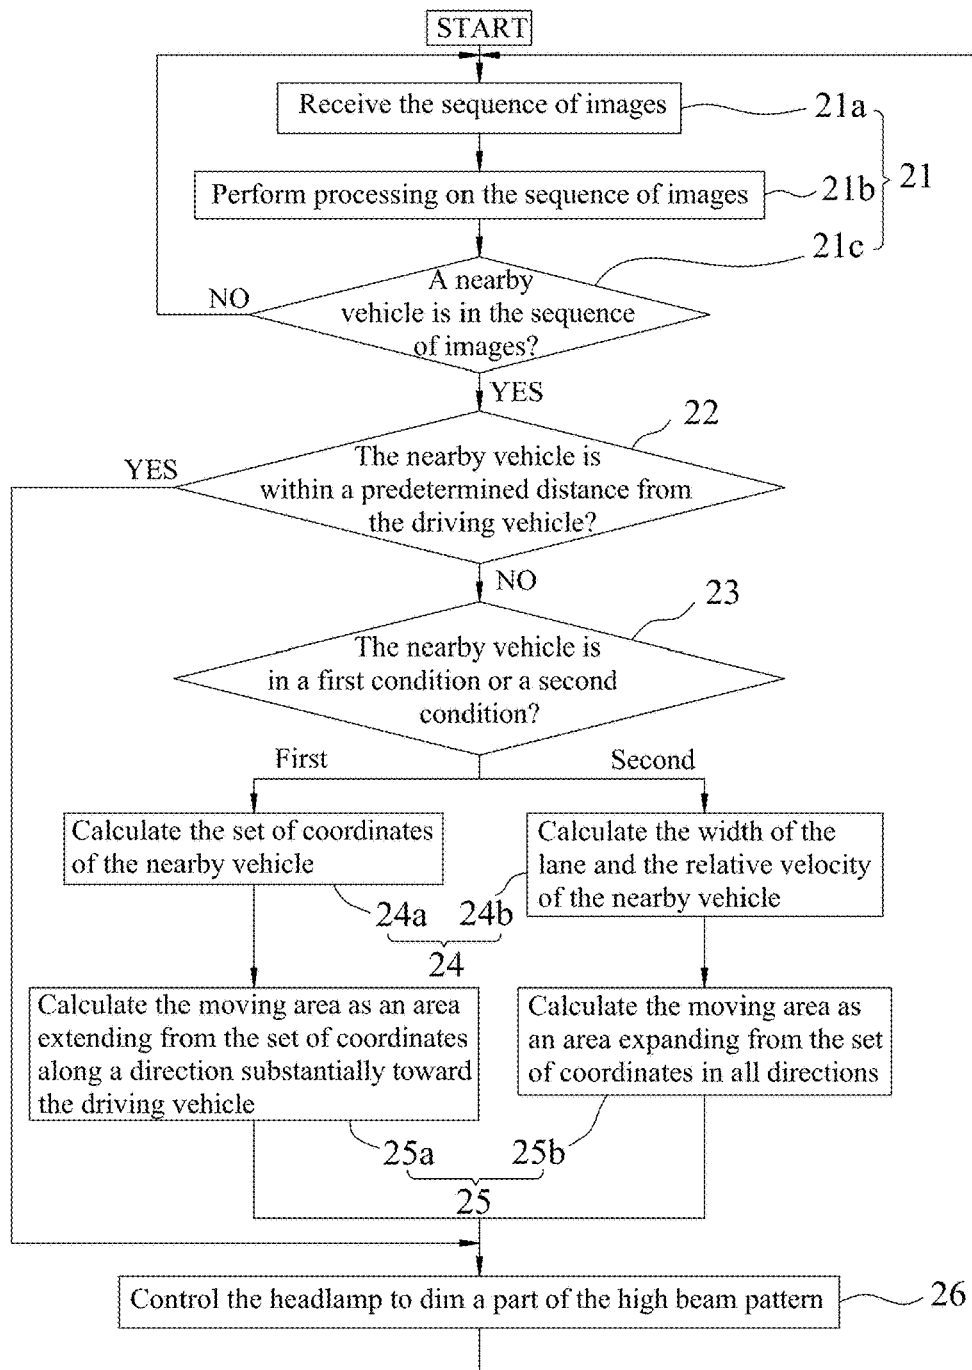 START
Receive the sequence of images
21a
Perform processing on the sequence of images
21b
21
21c
A nearby
vehicle is in the sequence
of images?
NO
YES
22
The nearby vehicle is
within a predetermined distance from
the driving vehicle?
YES
NO
23
The nearby vehicle is
in a first condition or a second
condition?
First
Second
Calculate the set of coordinates
of the nearby vehicle
Calculate the width of the
lane and the relative velocity
of the nearby vehicle
24a
24b
24
Calculate the moving area as an area
extending from the set of coordinates
along a direction substantially toward
the driving vehicle
Calculate the moving area as
an area expanding from the set
of coordinates in all directions
25a
25b
25
Control the headlamp to dim a part of the high beam pattern
26